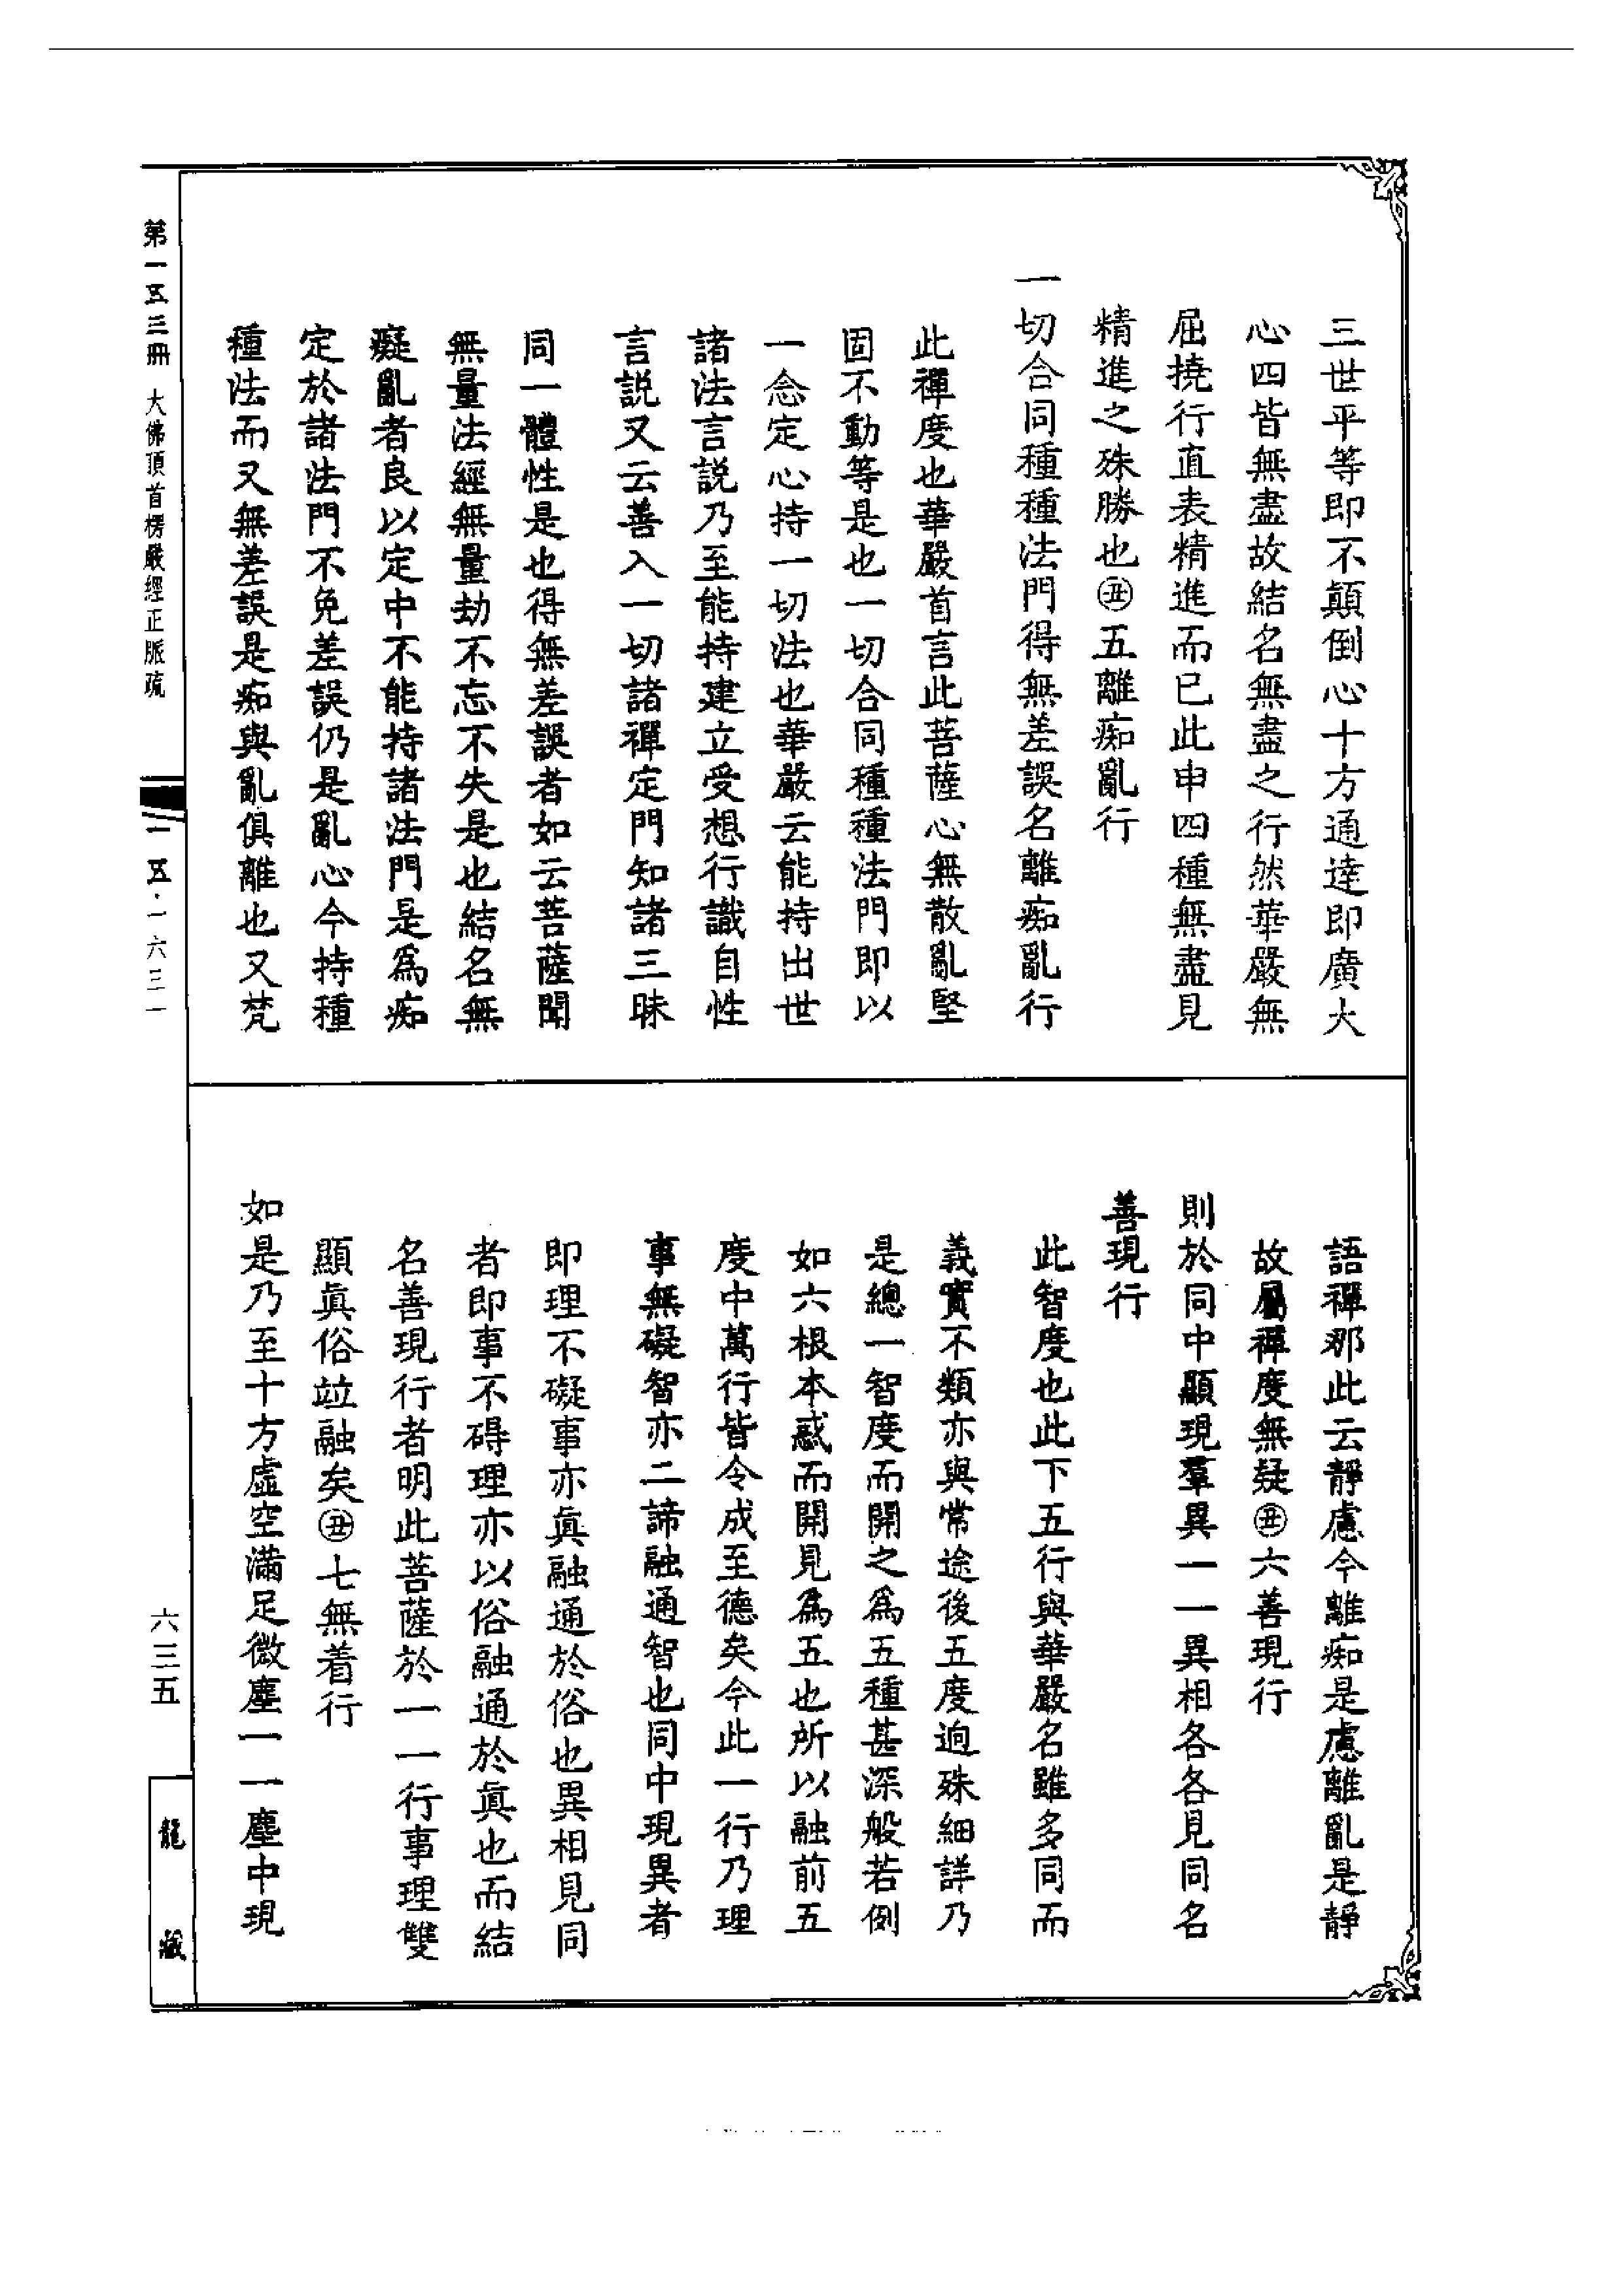 三世平等即不顛倒心十方通達即廣大
心四皆無盡故結名無盡之行然華嚴無
屈撓行直表精進而已此申四種無盡見
精進之殊勝也㊄五離痴亂行
一切合同種種法門得無差誤名離痴亂行
此禪度也華嚴首言此菩薩心無散亂堅
固不動等是也一切合同種種法門即以
一念定心持一切法也華嚴云能持出世
諸法言説乃至能持建立受想行識自性
言説又云善入一切諸禪定門知諸三昧
同一體性是也得無差誤者如云菩薩聞
無量法經無量劫不忘不失是也結名無
癡亂者良以定中不能持諸法門是爲痴
定於諸法門不免差誤仍是亂心今持種
種法而又無差誤是痴與亂俱離也又梵
語禪那此云靜慮今離痴是慮離亂是靜
故屬禪度無疑丑六善現行
則於同中顯現羣異一一異相各各見同名
善現行
此智度也此下五行與華嚴名雖多同而
義實不類亦與常途後五度逈殊細詳乃
是總一智度而開之爲五種甚深般若例
如六根本惑而開見爲五也所以融前五
度中萬行皆令成至德矣今此一行乃理
事無礙智亦二諦融通智也同中現異者
即理不礙事亦眞融通於俗也異相見同
者即事不碍理亦以俗融通於眞也而結
名善現行者明此菩薩於一一行事理雙
顯眞俗竝融矣丑七無着行
如是乃至十方虛空滿足微塵一一塵中現
第一五三冊 大佛頂首楞嚴經正脈疏
一五·一六三一
六三五
龍藏